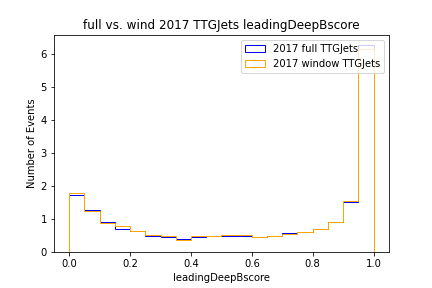 full vs. wind 2017 TTGJets leadingDeepBscore
2017 full TTGJets
2017 window TTGJets
Number of Events
6
5
4
3
2
1
0
0.0 0.2 0.4 0.6 0.8 1.0
leadingDeepBscore